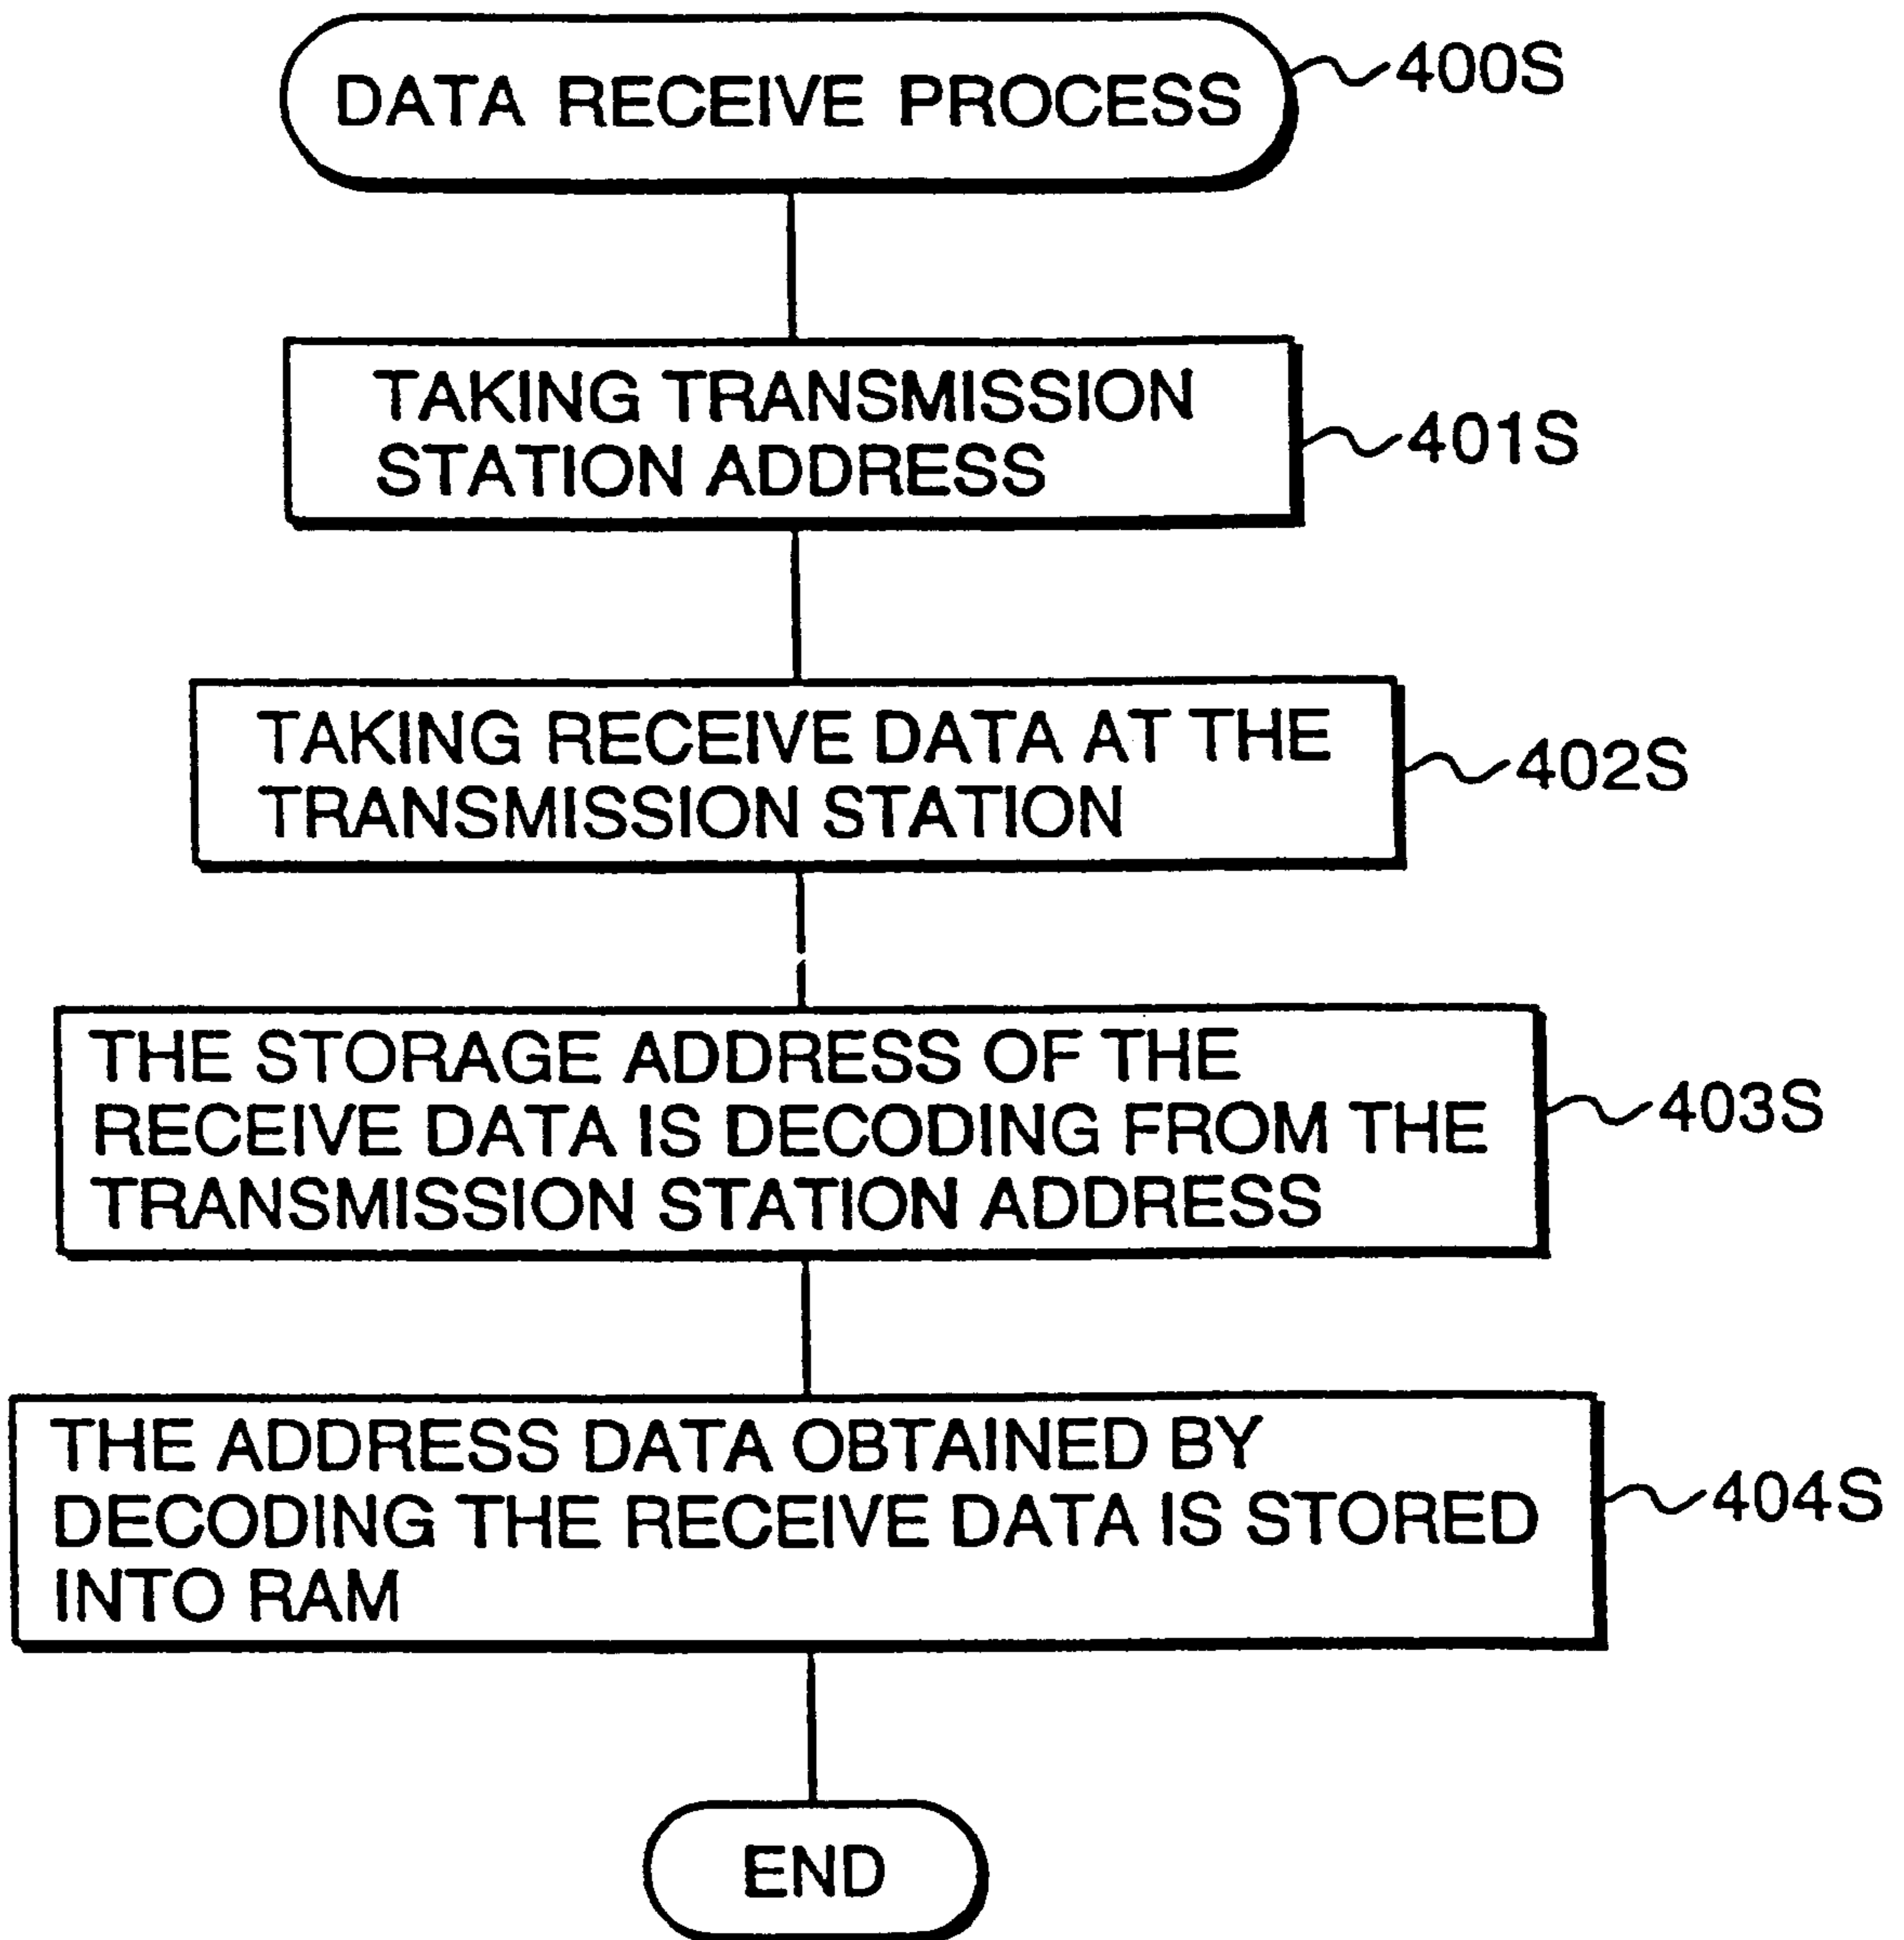 DATA RECEIVE PROCESS
400S
TAKING TRANSMISSION
STATION ADDRESS
401S
TAKING RECEIVE DATA AT THE
TRANSMISSION STATION
402S
THE STORAGE ADDRESS OF THE
RECEIVE DATA IS DECODING FROM THE
TRANSMISSION STATION ADDRESS
403S
THE ADDRESS DATA OBTAINED BY
DECODING THE RECEIVE DATA IS STORED
INTO RAM
404S
END